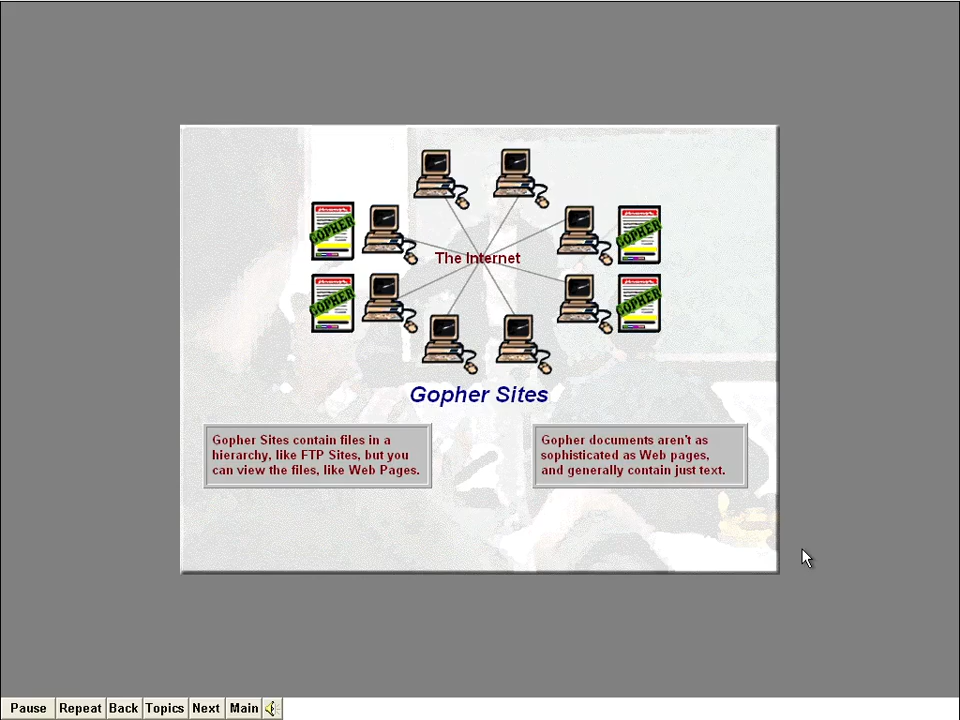 GOPHER
GOPHER
The Internet
GOPHER
GOPHER
Gopher Sites
Gopher Sites contain files in a
hierarchy, like FTP Sites, but you
can view the files, like Web Pages.
Gopher documents aren't as
sophisticated as Web pages,
and generally contain just text.
Pause Repeat Back Topics Next Main